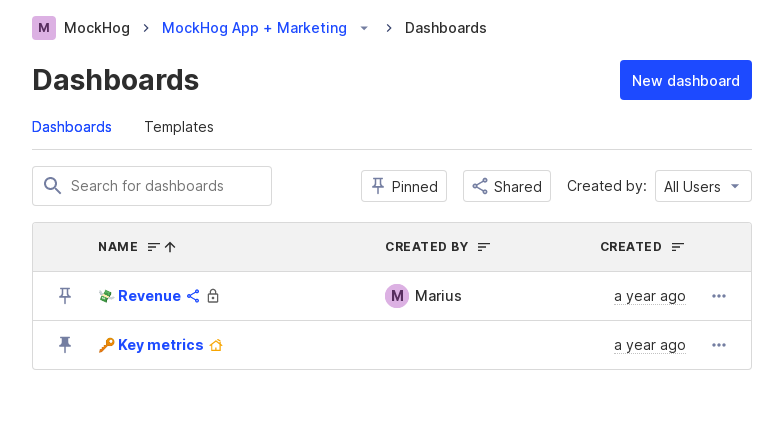 M MockHog > MockHog App + Marketing > Dashboards
Dashboards
New dashboard
Dashboards Templates
Search for dashboards Pinned Shared Created by: All Users
NAME CREATED BY CREATED
Revenue M Marius a year ago
Key metrics a year ago